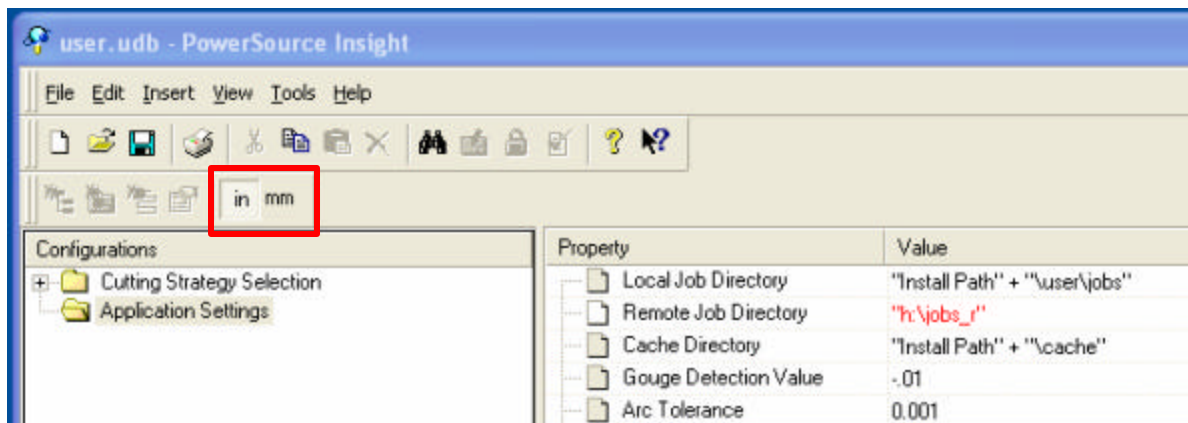 user.udb - PowerSource Insight
File Edit Insert View Tools Help
in mm
Configurations
Cutting Strategy Selection
Application Settings
Property Value
Local Job Directory "Install Path" + "\user\jobs"
Remote Job Directory "h:\jobs_r"
Cache Directory "Install Path" + "\cache"
Gouge Detection Value -.01
Arc Tolerance 0.001